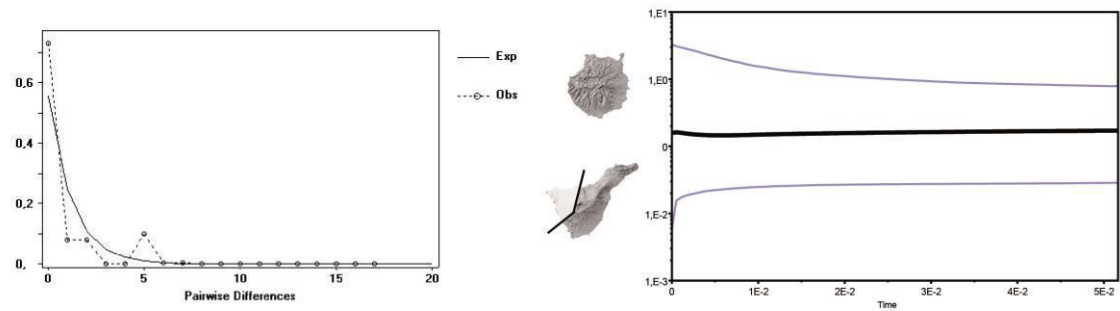 0,6
0,4
0,2
0,
0 5 10 15 20
Pairwise Differences
Exp
Obs
1,E1
1,E0
0
1,E-2
1,E-3
0 1E-2 2E-2 3E-2 4E-2 5E-2
Time